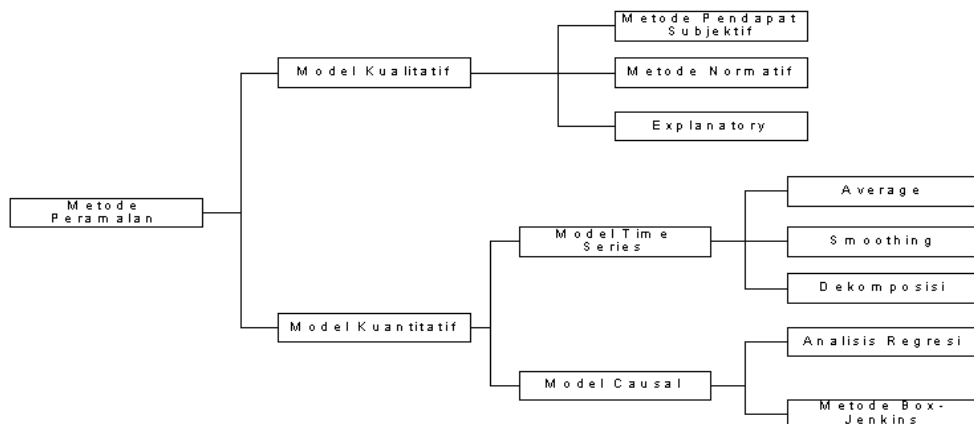 Metode Pendapat
Subjektif
Model Kualitatif
Metode Normatif
Explanatory
Metode
Peramalan
Average
Model Time
Series
Smoothing
Dekomposisi
Model Kuantitatif
Analisis Regresi
Model Causal
Metode Box-
Jenkins